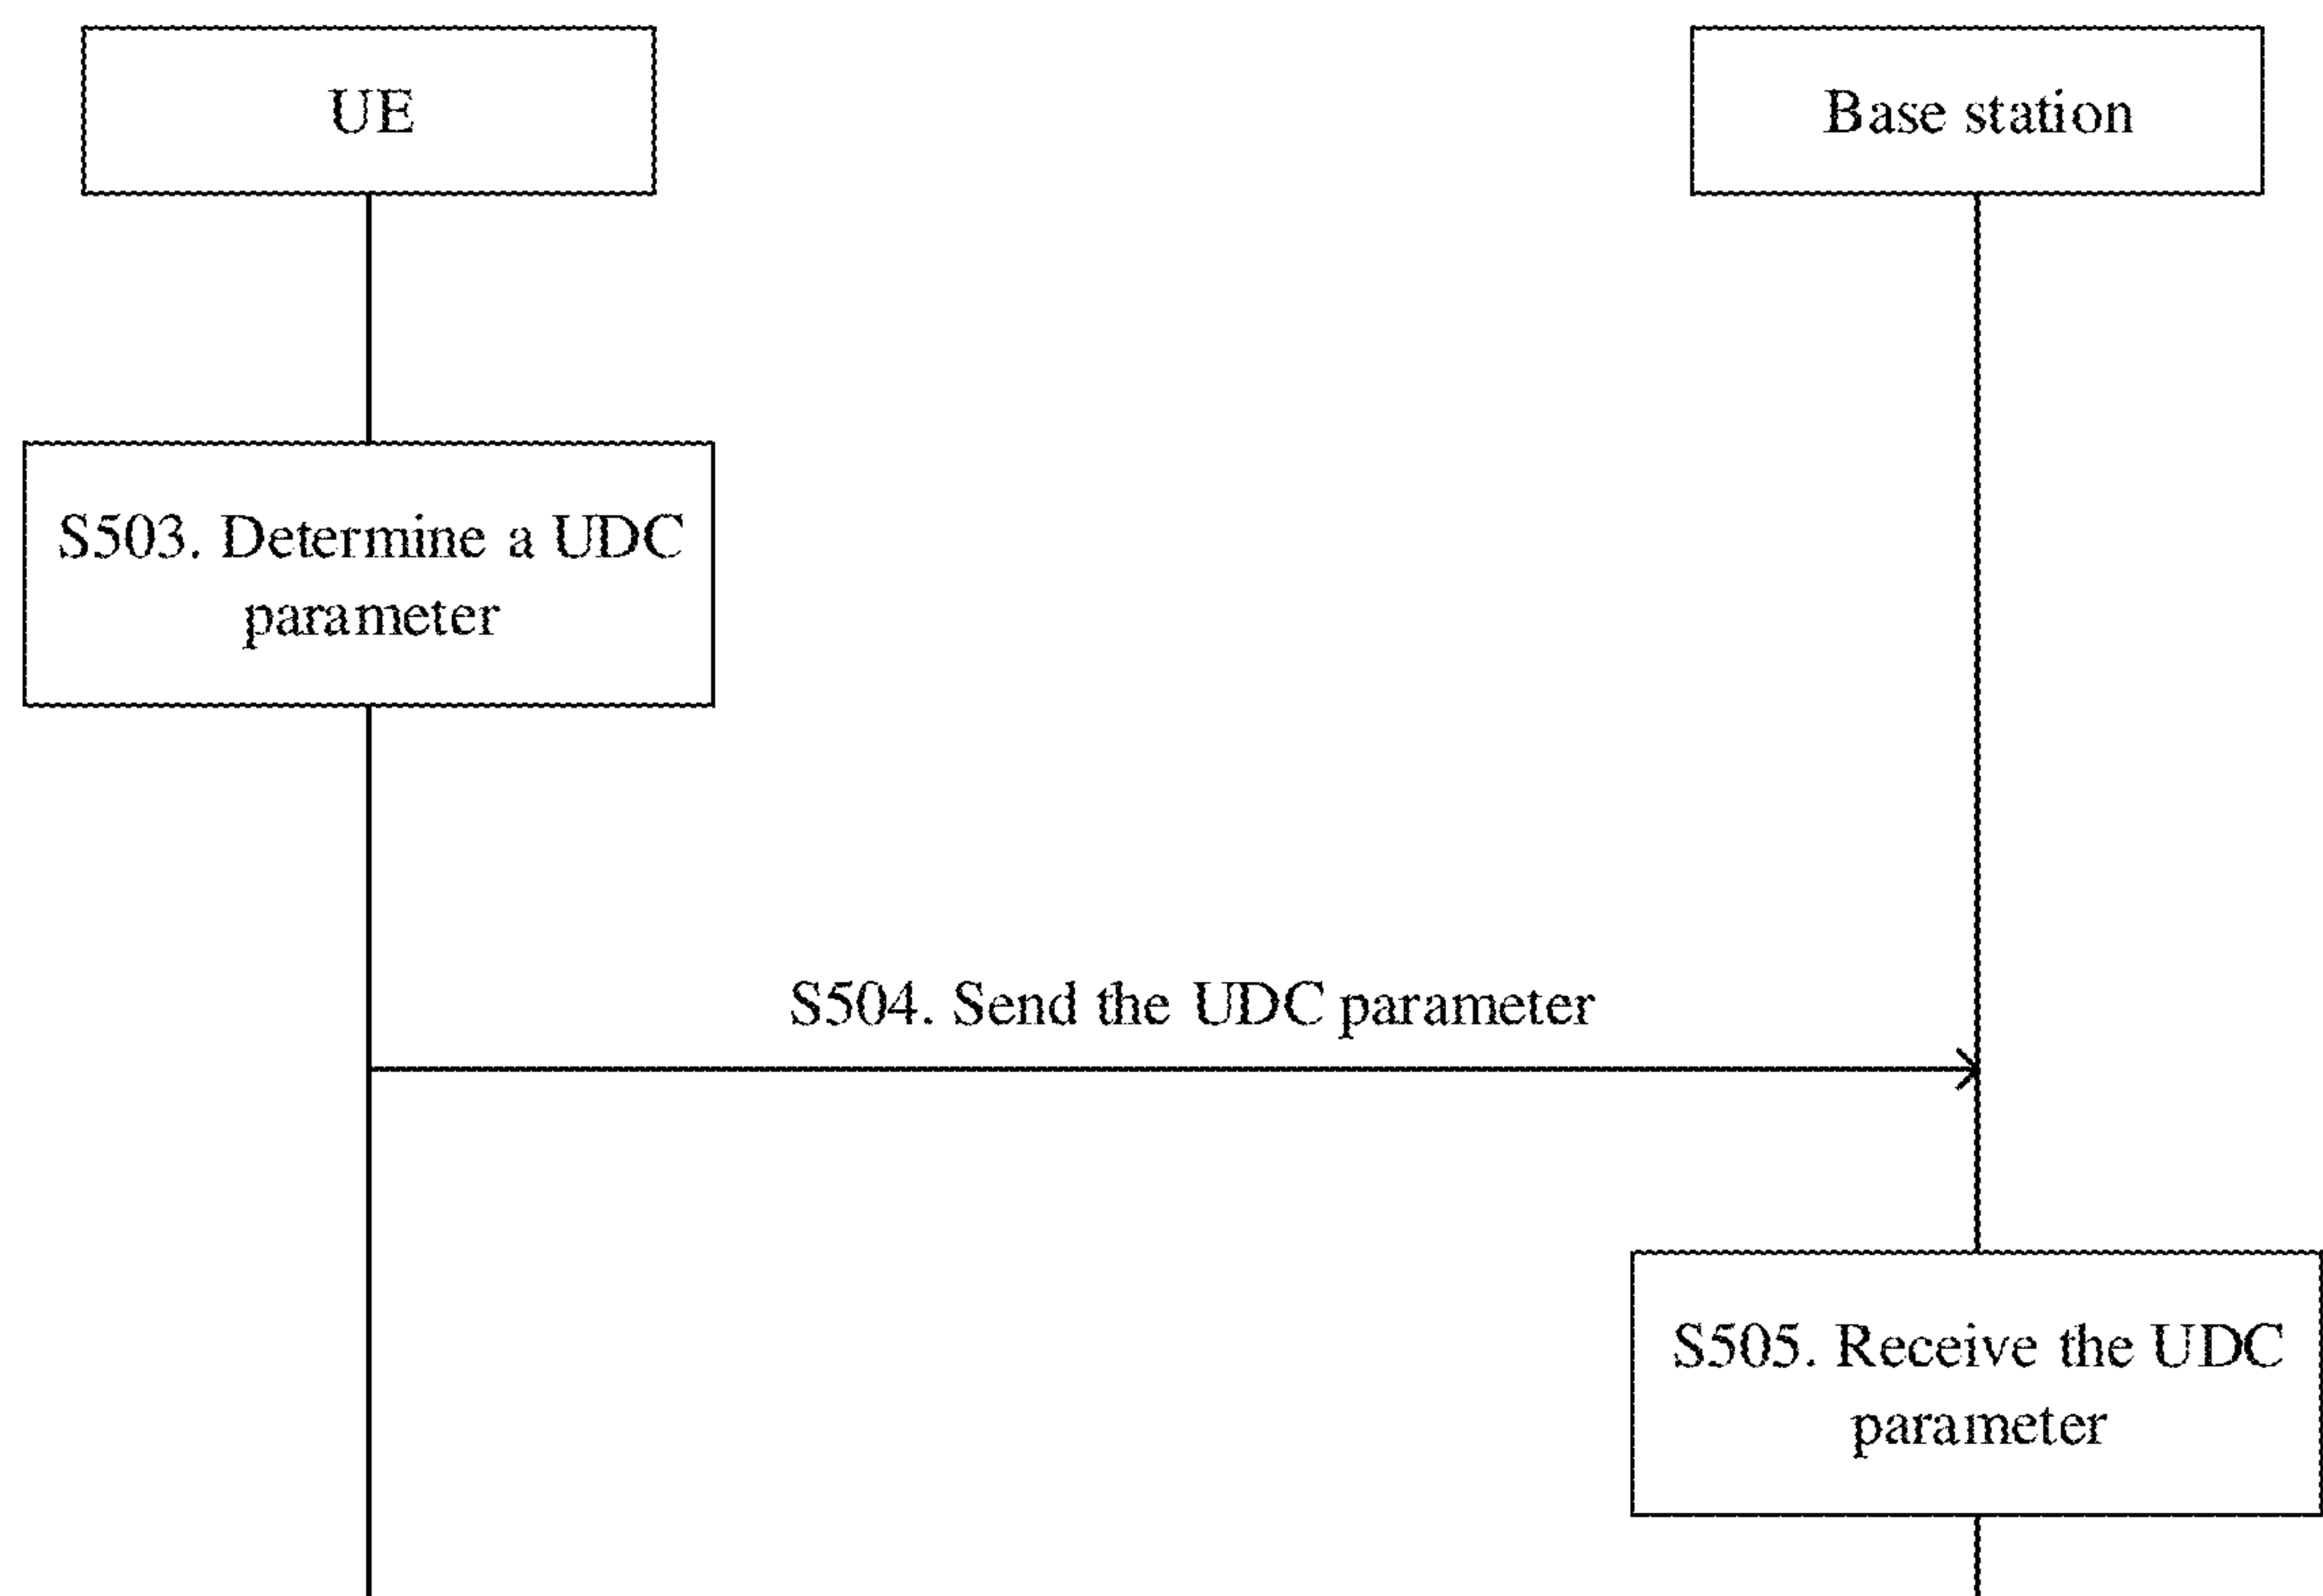 UE
Base station
S503. Determine a UDC
parameter
S504. Send the UDC parameter
S505. Receive the UDC
parameter